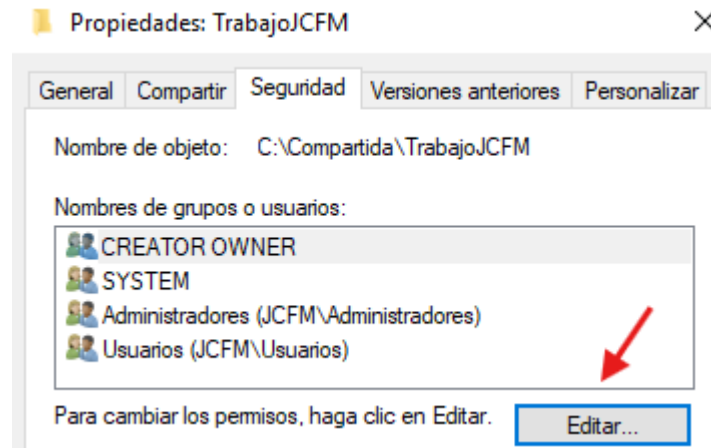 Propiedades: TrabajoJCFM
General Compartir Seguridad Versiones anteriores Personalizar
Nombre de objeto: C:\Compartida\TrabajoJCFM
Nombres de grupos o usuarios:
CREATOR OWNER
SYSTEM
Administradores (JCFM\Administradores)
Usuarios (JCFM\Usuarios)
Para cambiar los permisos, haga clic en Editar. Editar...